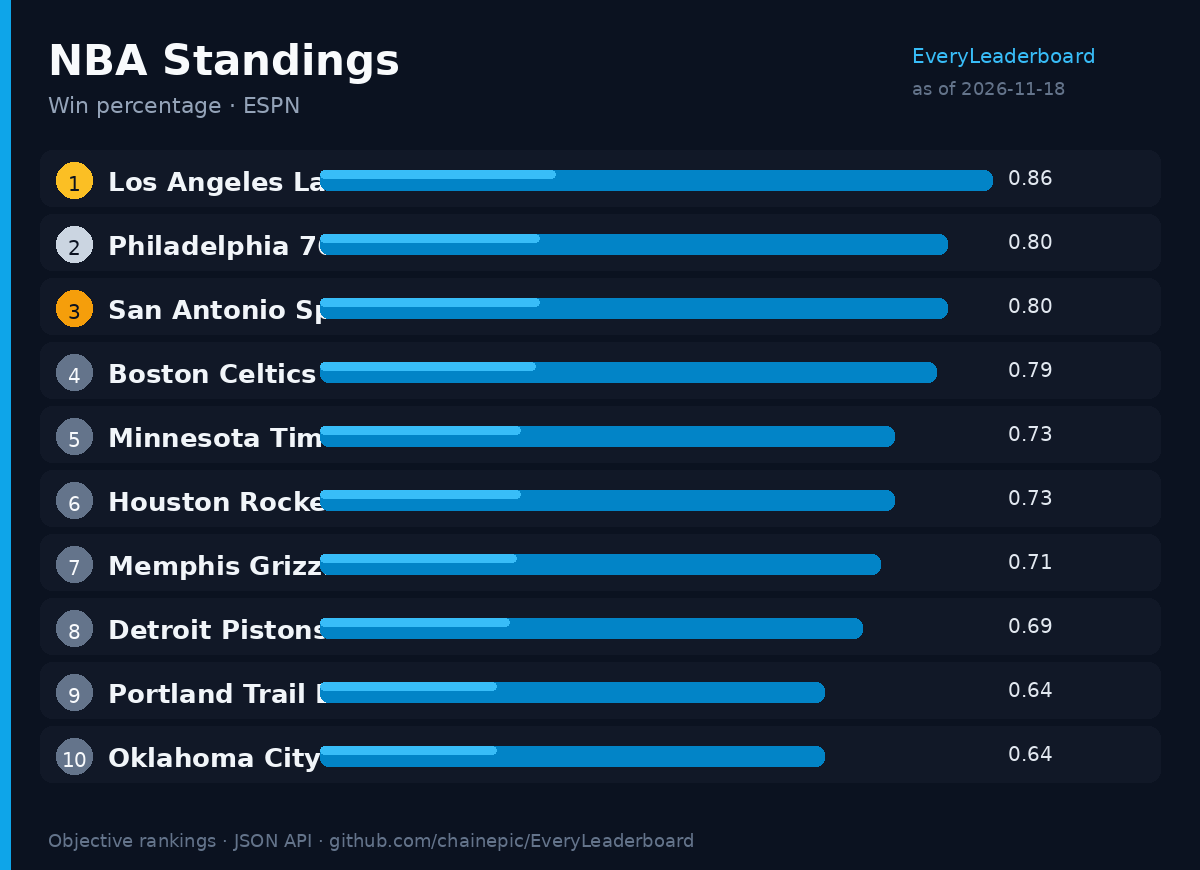 NBA Standings
EveryLeaderboard
Win percentage · ESPN
as of 2026-11-18
1 Los Angeles La 0.86
2 Philadelphia 7 0.80
3 San Antonio Sp 0.80
4 Boston Celtics 0.79
5 Minnesota Tim 0.73
6 Houston Rocke 0.73
7 Memphis Grizz 0.71
8 Detroit Pistons 0.69
9 Portland Trail 0.64
10 Oklahoma City 0.64
Objective rankings · JSON API · github.com/chainepic/EveryLeaderboard